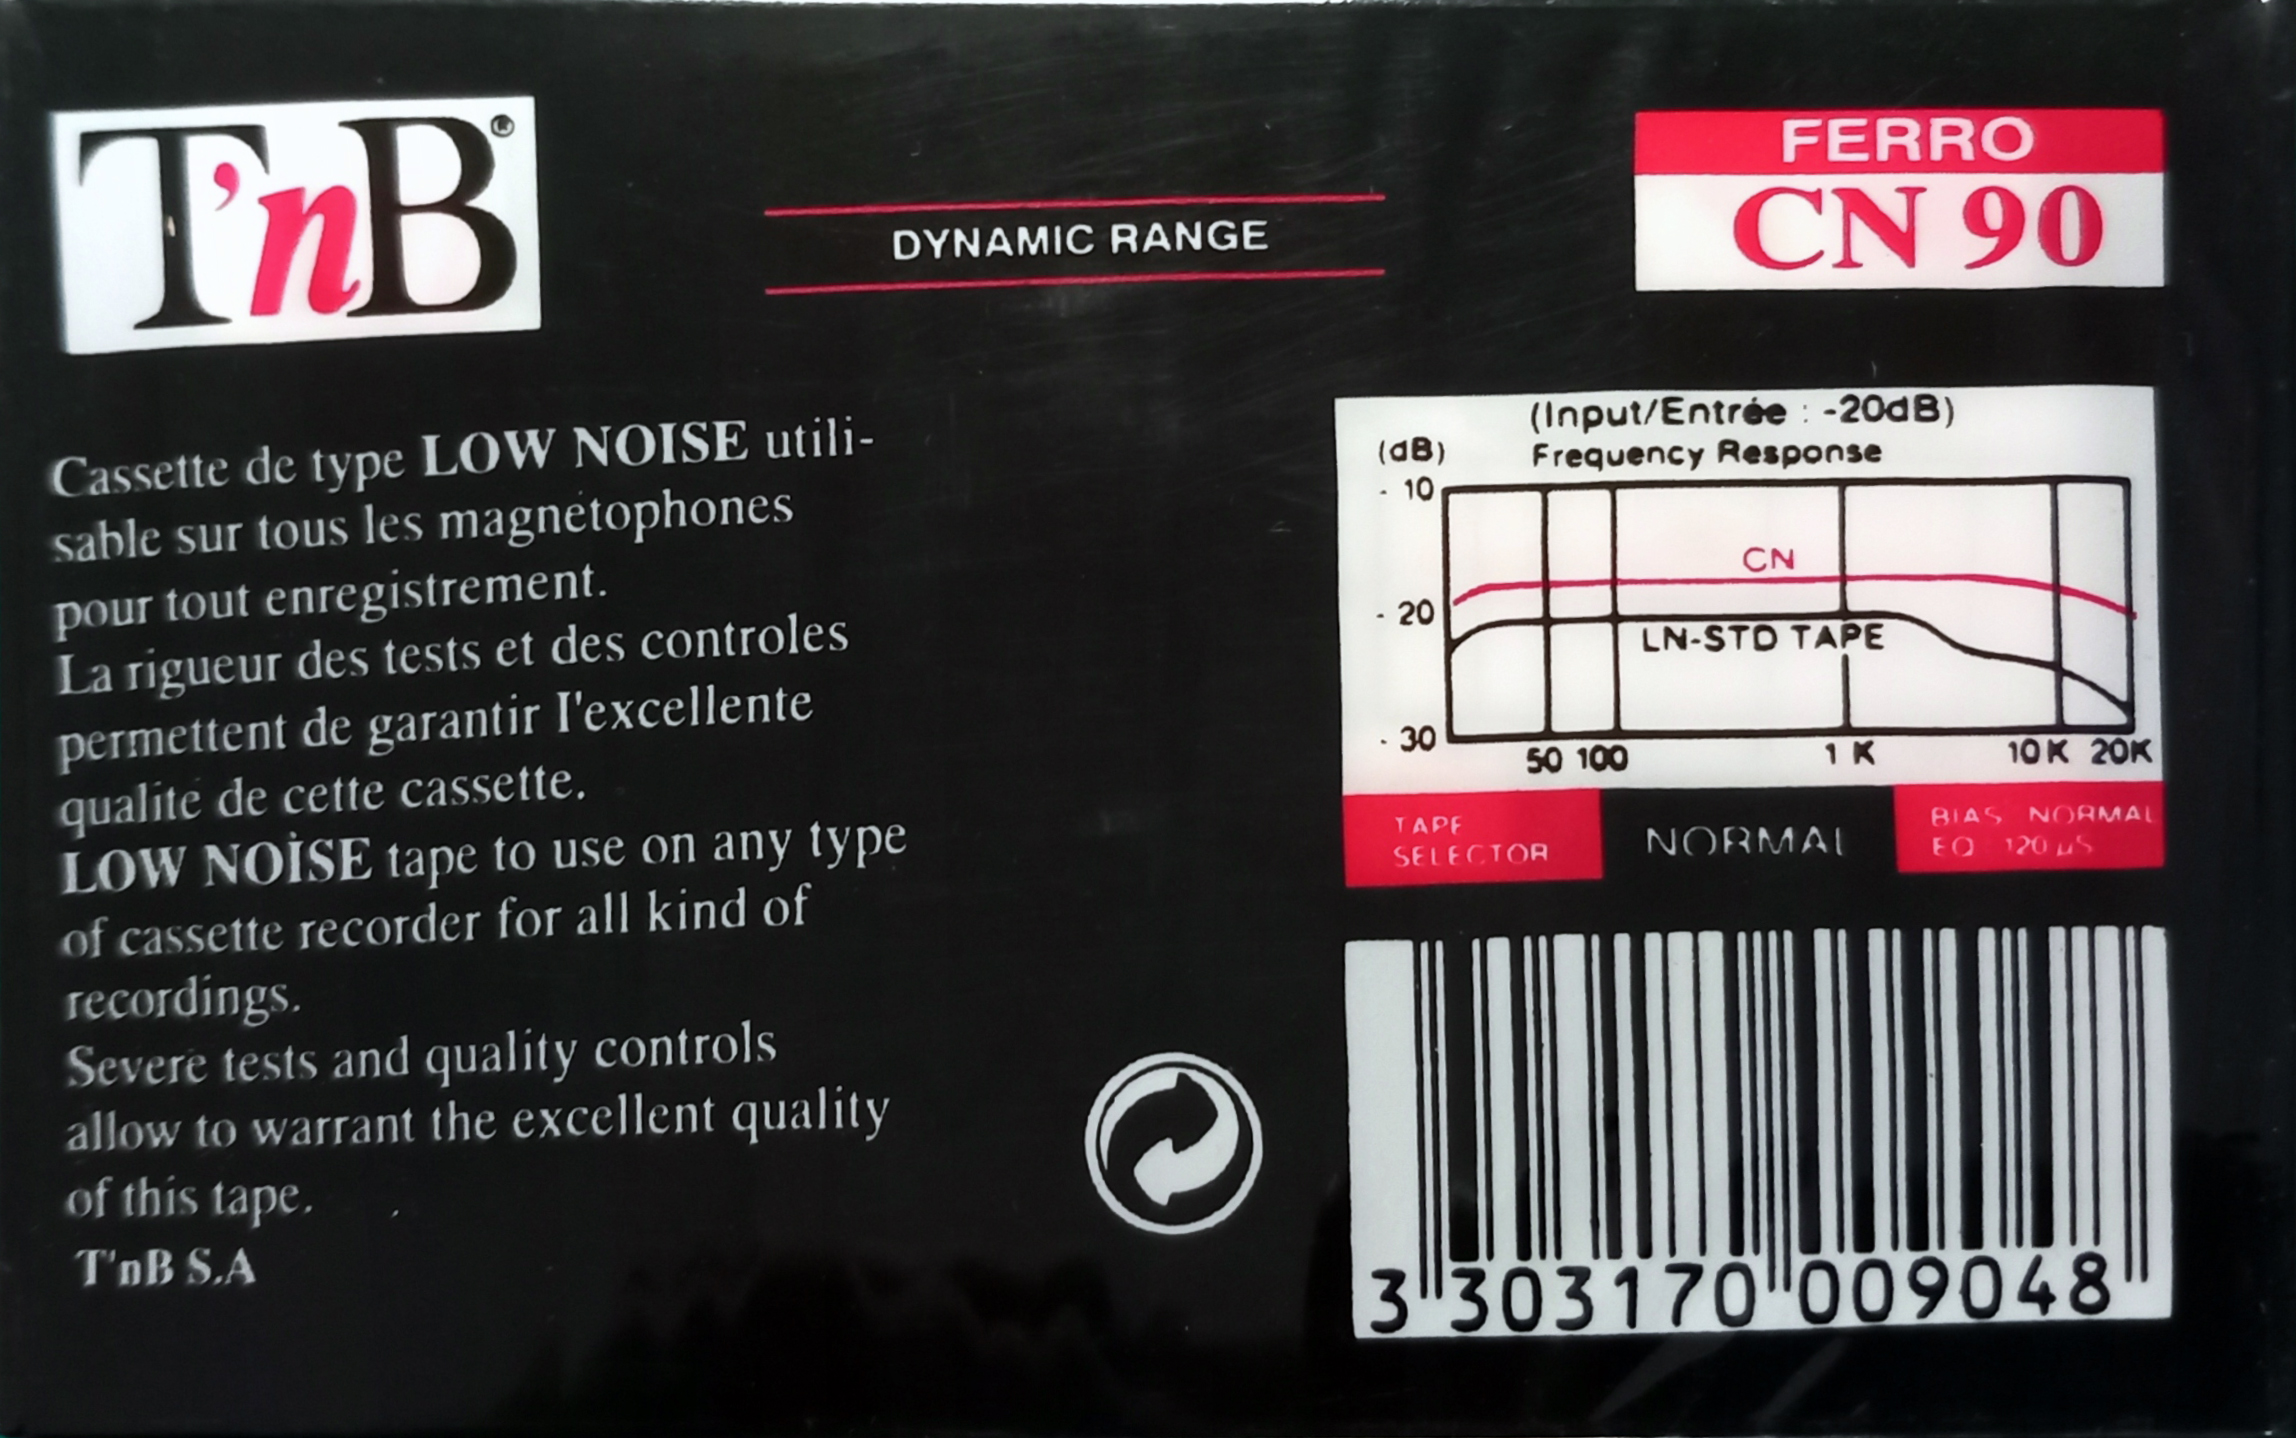 T'nB®
DYNAMIC RANGE
FERRO
CN 90
Cassette de type LOW NOISE utili-
sable sur tous les magnétophones
pour tout enregistrement.
La rigueur des tests et des controles
permettent de garantir I'excellente
qualité de cette cassette.
LOW NOİSE tape to use on any type
of cassette recorder for all kind of
recordings.
Severe tests and quality controls
allow to warrant the excellent quality
of this tape.
T'nB S.A
(Input/Entrée : -20dB)
(dB) Frequency Response
- 10
CN
- 20
LN-STD TAPE
- 30
50 100 1 K 10K 20K
TAPE
SELECTOR
NORMAL
BIAS NORMAL
EQ 120 µS
3 303170 009048